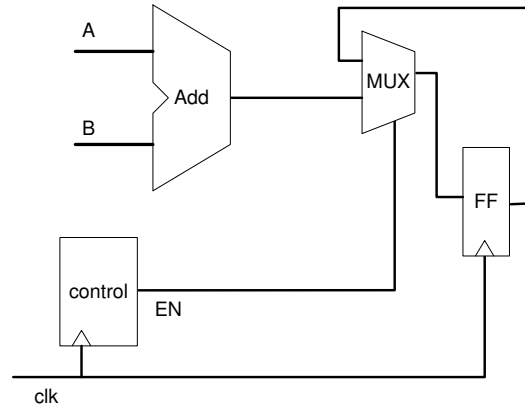 A
MUX
Add
B
FF
control
EN
clk